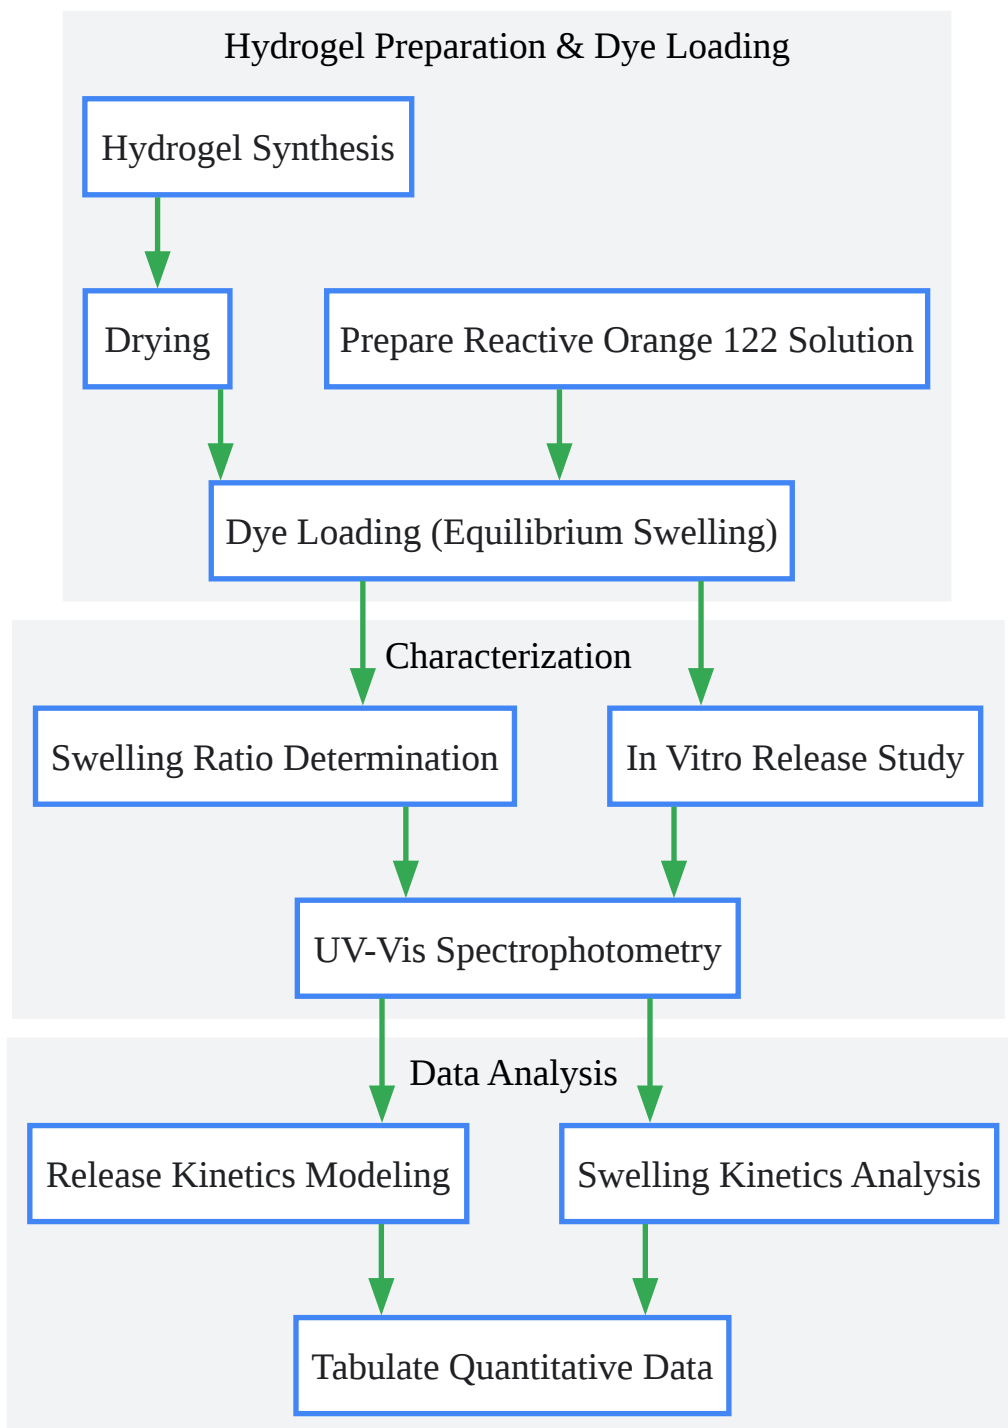 Hydrogel Preparation & Dye Loading
Hydrogel Synthesis
Drying
Prepare Reactive Orange 122 Solution
Dye Loading (Equilibrium Swelling)
Characterization
Swelling Ratio Determination
In Vitro Release Study
UV-Vis Spectrophotometry
Data Analysis
Release Kinetics Modeling
Swelling Kinetics Analysis
Tabulate Quantitative Data